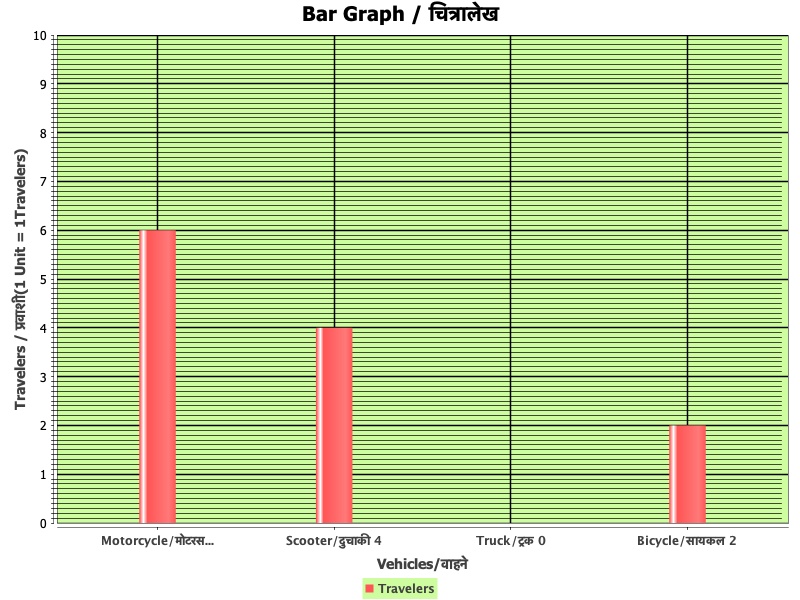 Bar Graph / चित्रालेख
Travelers / प्रवाशी(1 Unit = 1Travelers)
10
9
8
7
6
5
4
3
2
1
0
Motorcycle/मोटरस... Scooter/दुचाकी 4 Truck/ट्रक 0 Bicycle/सायकल 2
Vehicles/वाहने
Travelers